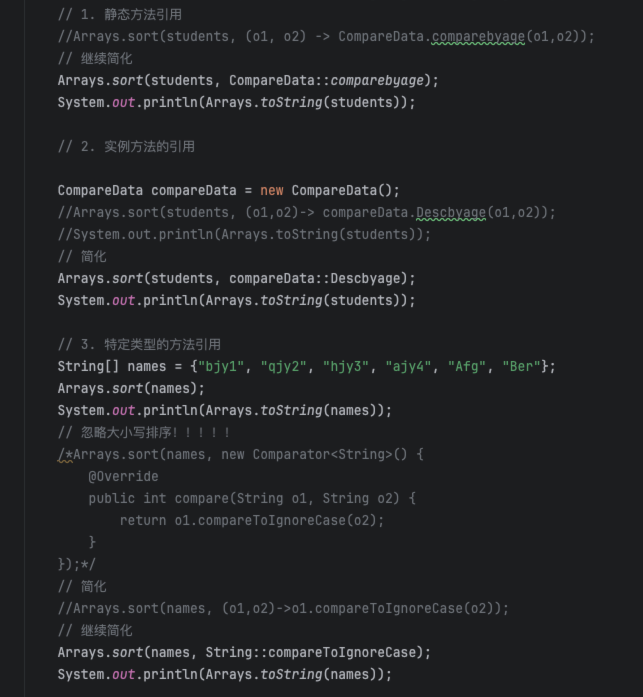 // 1. 静态方法引用
//Arrays.sort(students, (o1, o2) -> CompareData.comparebyage(o1,o2));
// 继续简化
Arrays.sort(students, CompareData::comparebyage);
System.out.println(Arrays.toString(students));
// 2. 实例方法的引用
CompareData compareData = new CompareData();
//Arrays.sort(students, (o1,o2)-> compareData.Descbyage(o1,o2));
//System.out.println(Arrays.toString(students));
// 简化
Arrays.sort(students, compareData::Descbyage);
System.out.println(Arrays.toString(students));
// 3. 特定类型的方法引用
String[] names = {"bjy1", "qjy2", "hjy3", "ajy4", "Afg", "Ber"};
Arrays.sort(names);
System.out.println(Arrays.toString(names));
// 忽略大小写排序！！！！！
/*Arrays.sort(names, new Comparator<String>() {
@Override
public int compare(String o1, String o2) {
return o1.compareToIgnoreCase(o2);
}
});*/
// 简化
//Arrays.sort(names, (o1,o2)->o1.compareToIgnoreCase(o2));
// 继续简化
Arrays.sort(names, String::compareToIgnoreCase);
System.out.println(Arrays.toString(names));